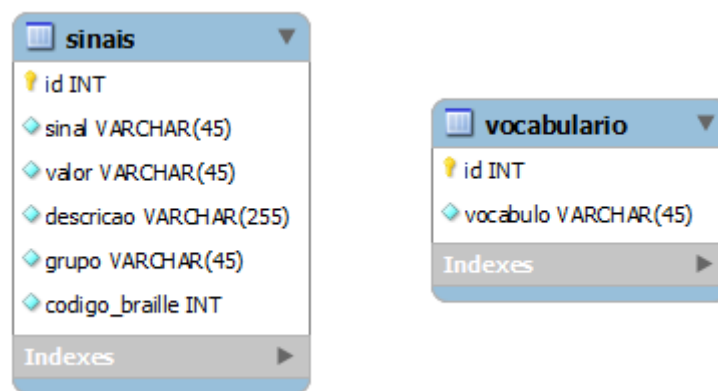 sinais
id INT
sinal VARCHAR(45)
valor VARCHAR(45)
descricao VARCHAR(255)
grupo VARCHAR(45)
codigo_braille INT
Indexes
vocabulario
id INT
vocabulo VARCHAR(45)
Indexes